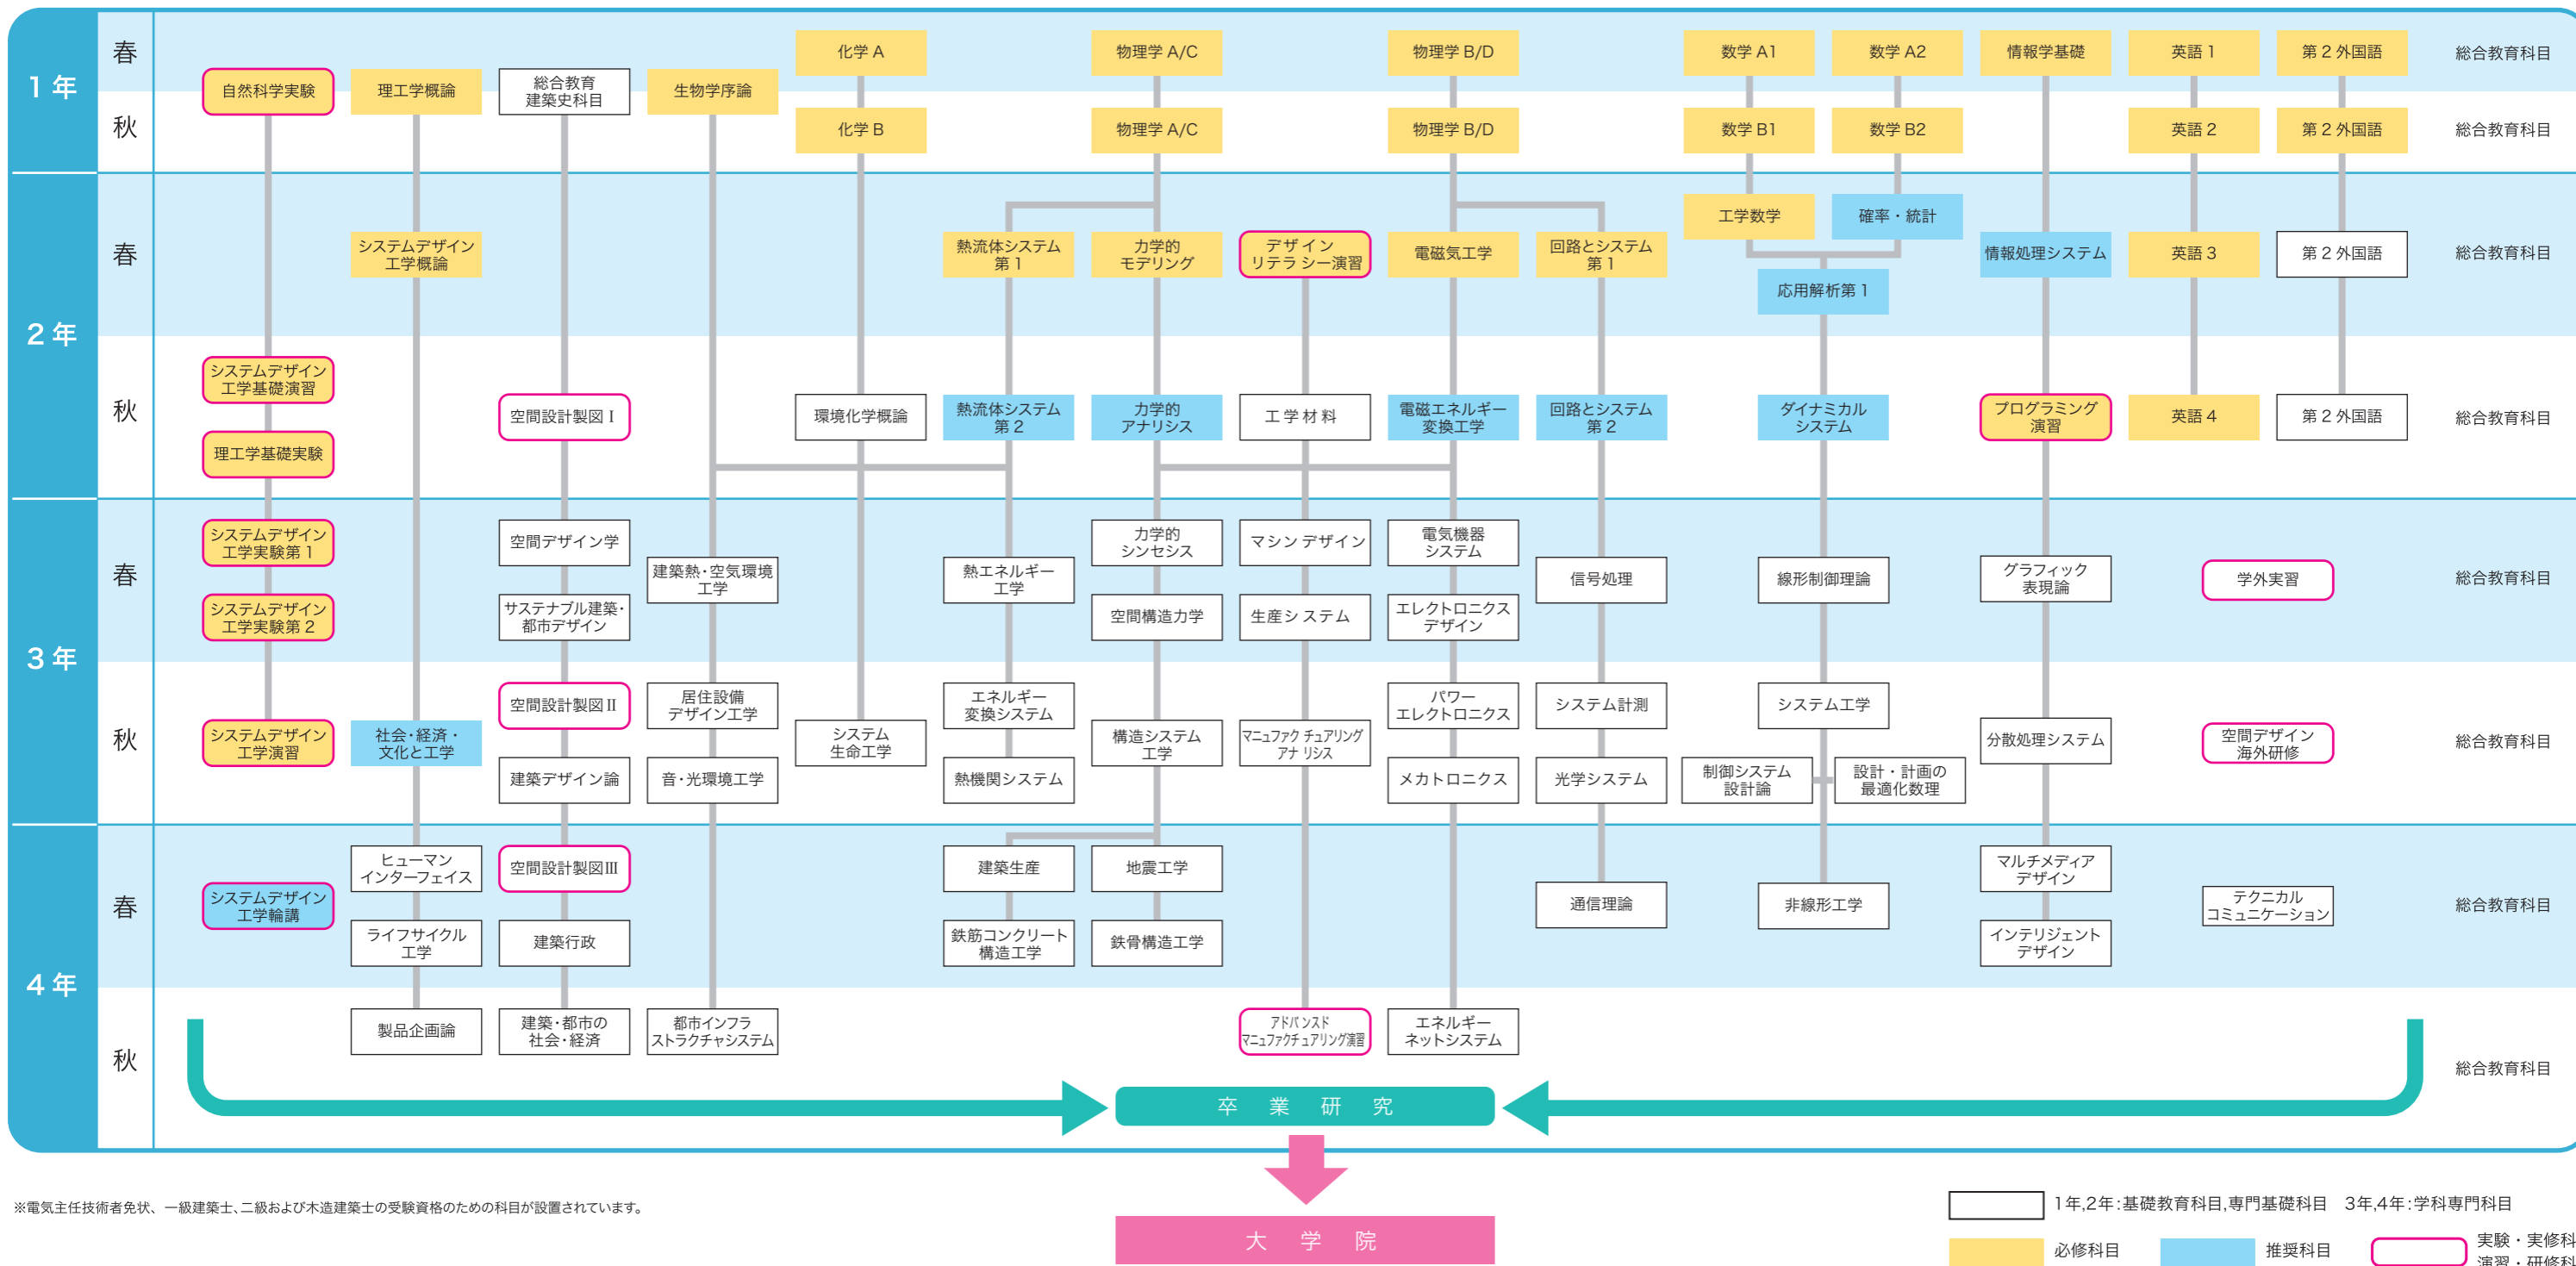 1年
春
化学 A
物理学 A/C
物理学 B/D
数学 A1
数学 A2
情報学基礎
英語 1
第 2 外国語
総合教育科目
自然科学実験
理工学概論
総合教育
建築史科目
生物学序論
秋
化学 B
物理学 A/C
物理学 B/D
数学 B1
数学 B2
英語 2
第 2 外国語
総合教育科目
2年
春
工学数学
確率・統計
システムデザイン
工学概論
熱流体システム
第 1
力学的
モデリング
デザイン
リテラシー演習
電磁気工学
回路とシステム
第 1
情報処理システム
英語 3
第 2 外国語
総合教育科目
応用解析第 1
秋
システムデザイン
工学基礎演習
空間設計製図 Ⅰ
環境化学概論
熱流体システム
第 2
力学的
アナリシス
工学材料
電磁エネルギー
変換工学
回路とシステム
第 2
ダイナミカル
システム
プログラミング
演習
英語 4
第 2 外国語
総合教育科目
理工学基礎実験
3年
春
システムデザイン
工学実験第 1
空間デザイン学
力学的
シンセシス
マシンデザイン
電気機器
システム
建築熱・空気環境
工学
熱エネルギー
工学
信号処理
線形制御理論
グラフィック
表現論
学外実習
総合教育科目
システムデザイン
工学実験第 2
サステナブル建築・
都市デザイン
空間構造力学
生産システム
エレクトロニクス
デザイン
秋
空間設計製図 Ⅱ
居住設備
デザイン工学
エネルギー
変換システム
パワー
エレクトロニクス
システム計測
システム工学
システムデザイン
工学演習
社会・経済・
文化と工学
システム
生命工学
構造システム
工学
マニュファクチュアリング
アナリシス
分散処理システム
空間デザイン
海外研修
総合教育科目
建築デザイン論
音・光環境工学
熱機関システム
メカトロニクス
光学システム
制御システム
設計論
設計・計画の
最適化数理
4年
春
ヒューマン
インターフェイス
空間設計製図Ⅲ
建築生産
地震工学
マルチメディア
デザイン
システムデザイン
工学輪講
通信理論
非線形工学
テクニカル
コミュニケーション
総合教育科目
ライフサイクル
工学
建築行政
鉄筋コンクリート
構造工学
鉄骨構造工学
インテリジェント
デザイン
秋
製品企画論
建築・都市の
社会・経済
都市インフラ
ストラクチャシステム
アドバンスド
マニュファクチュアリング演習
エネルギー
ネットシステム
総合教育科目
卒業研究
大学院
※電気主任技術者免状、一級建築士、二級および木造建築士の受験資格のための科目が設置されています。
1年,2年:基礎教育科目,専門基礎科目 3年,4年:学科専門科目
必修科目
推奨科目
実験・実修科
演習・研修科